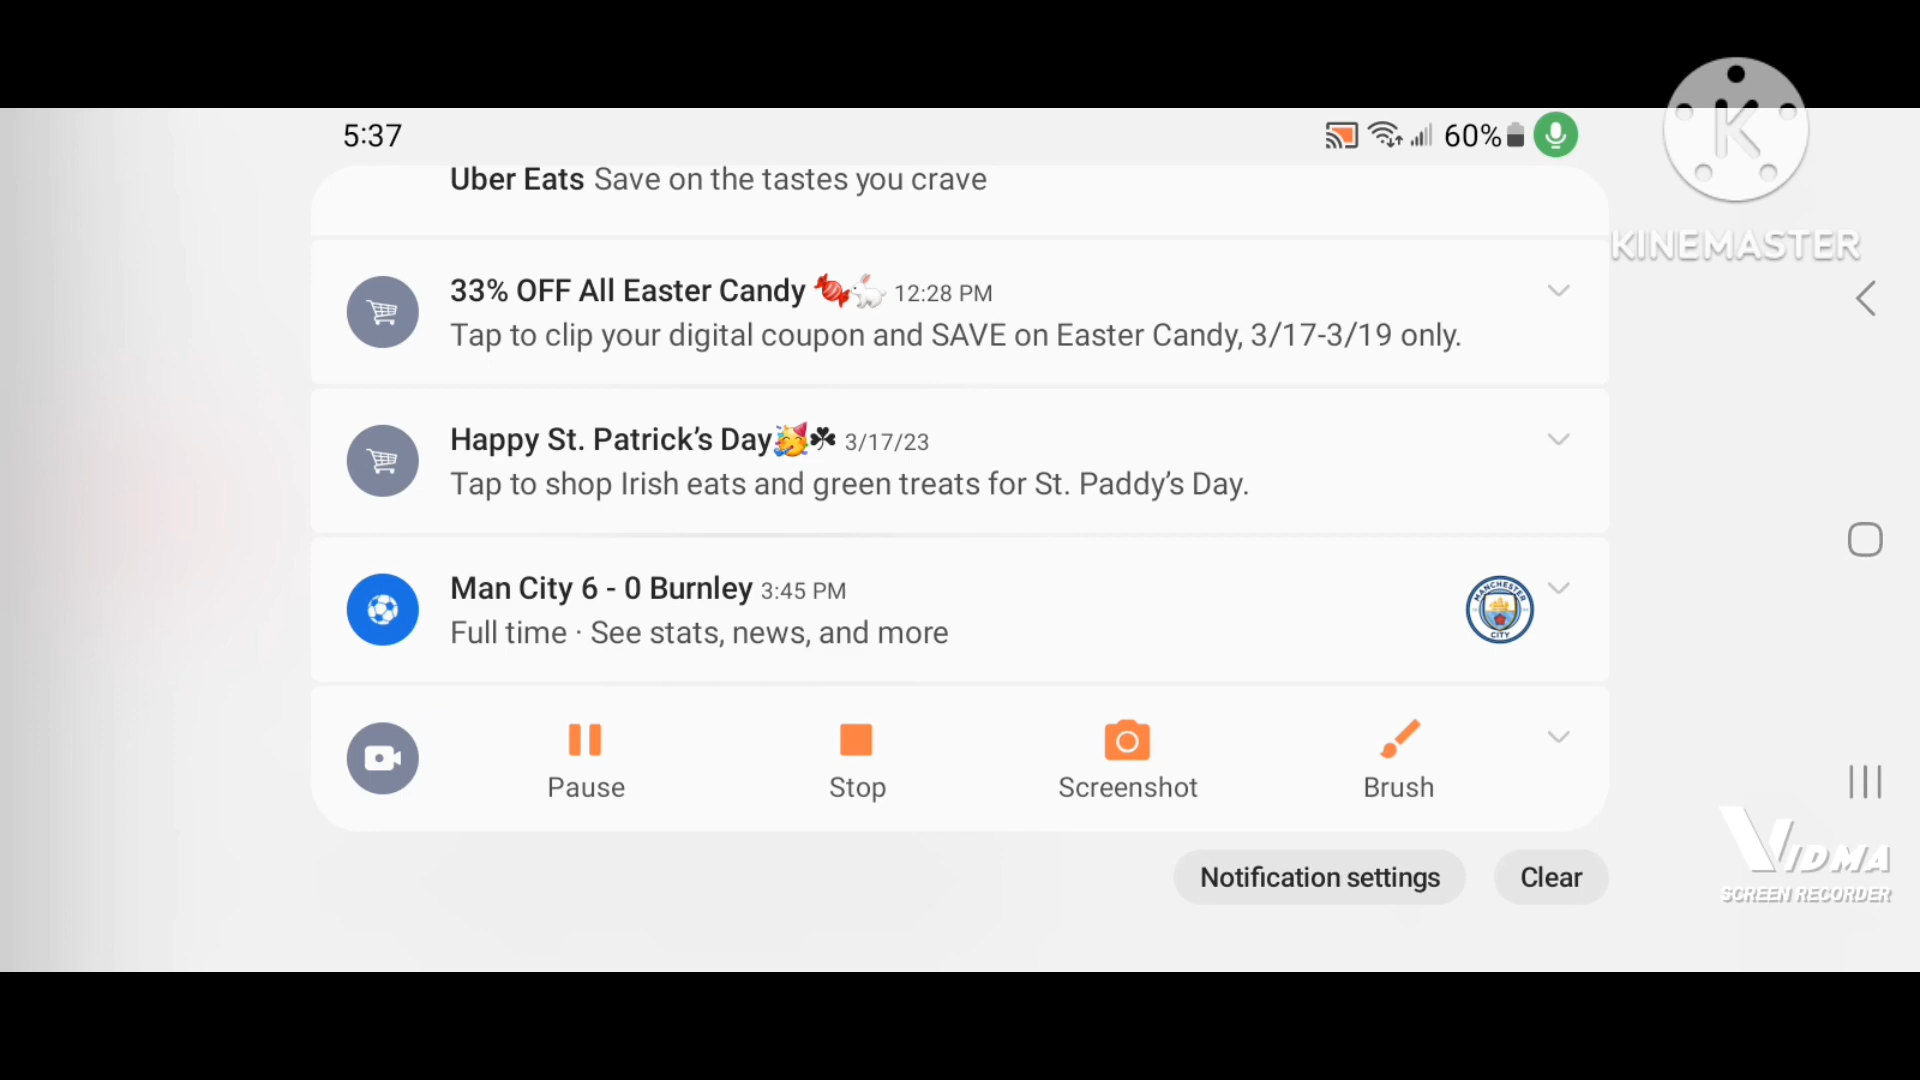 5:37
60%
K
KINEMASTER
Uber Eats Save on the tastes you crave
33% OFF All Easter Candy 🍬🐇 12:28 PM
Tap to clip your digital coupon and SAVE on Easter Candy, 3/17-3/19 only.
Happy St. Patrick’s Day🥳☘ 3/17/23
Tap to shop Irish eats and green treats for St. Paddy’s Day.
Man City 6 - 0 Burnley 3:45 PM
Full time · See stats, news, and more
MANCHESTER
CITY
Pause
Stop
Screenshot
Brush
Notification settings
Clear
VIDMA
SCREEN RECORDER